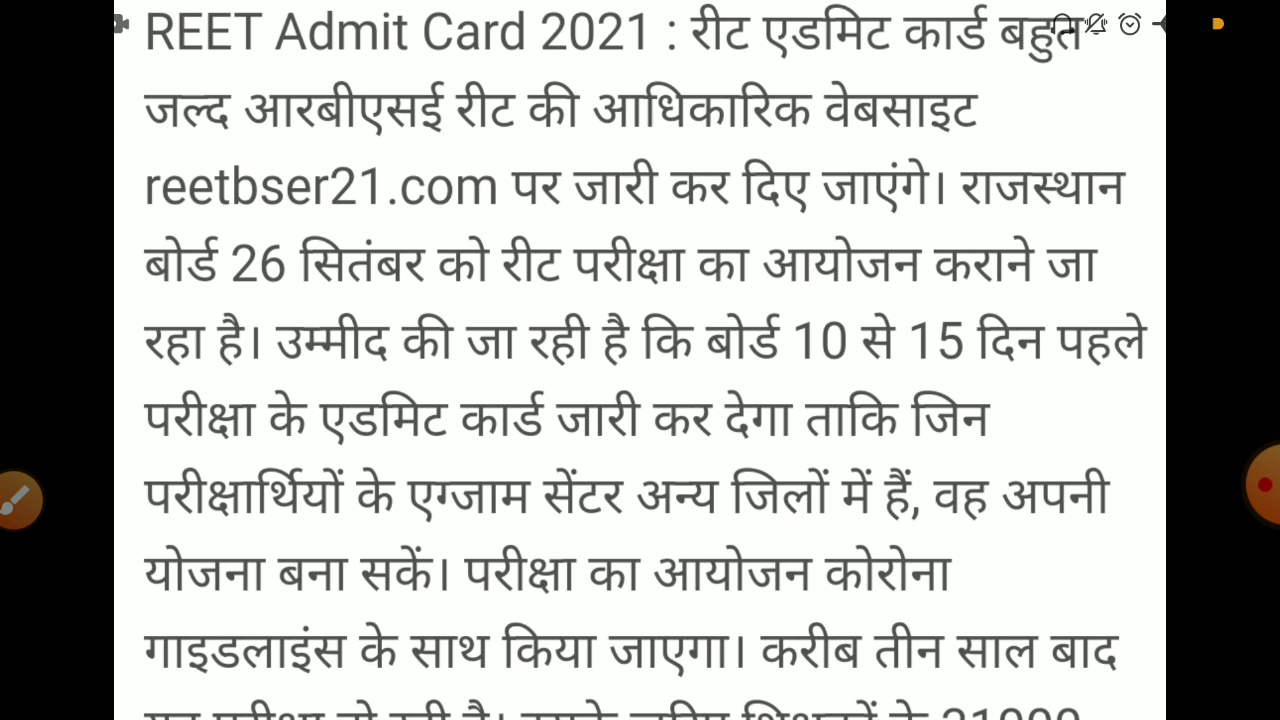 REET Admit Card 2021 : रीट एडमिट कार्ड बहुत
जल्द आरबीएसई रीट की आधिकारिक वेबसाइट
reetbser21.com पर जारी कर दिए जाएंगे। राजस्थान
बोर्ड 26 सितंबर को रीट परीक्षा का आयोजन कराने जा
रहा है। उम्मीद की जा रही है कि बोर्ड 10 से 15 दिन पहले
परीक्षा के एडमिट कार्ड जारी कर देगा ताकि जिन
परीक्षार्थियों के एग्जाम सेंटर अन्य जिलों में हैं, वह अपनी
योजना बना सकें। परीक्षा का आयोजन कोरोना
गाइडलाइंस के साथ किया जाएगा। करीब तीन साल बाद